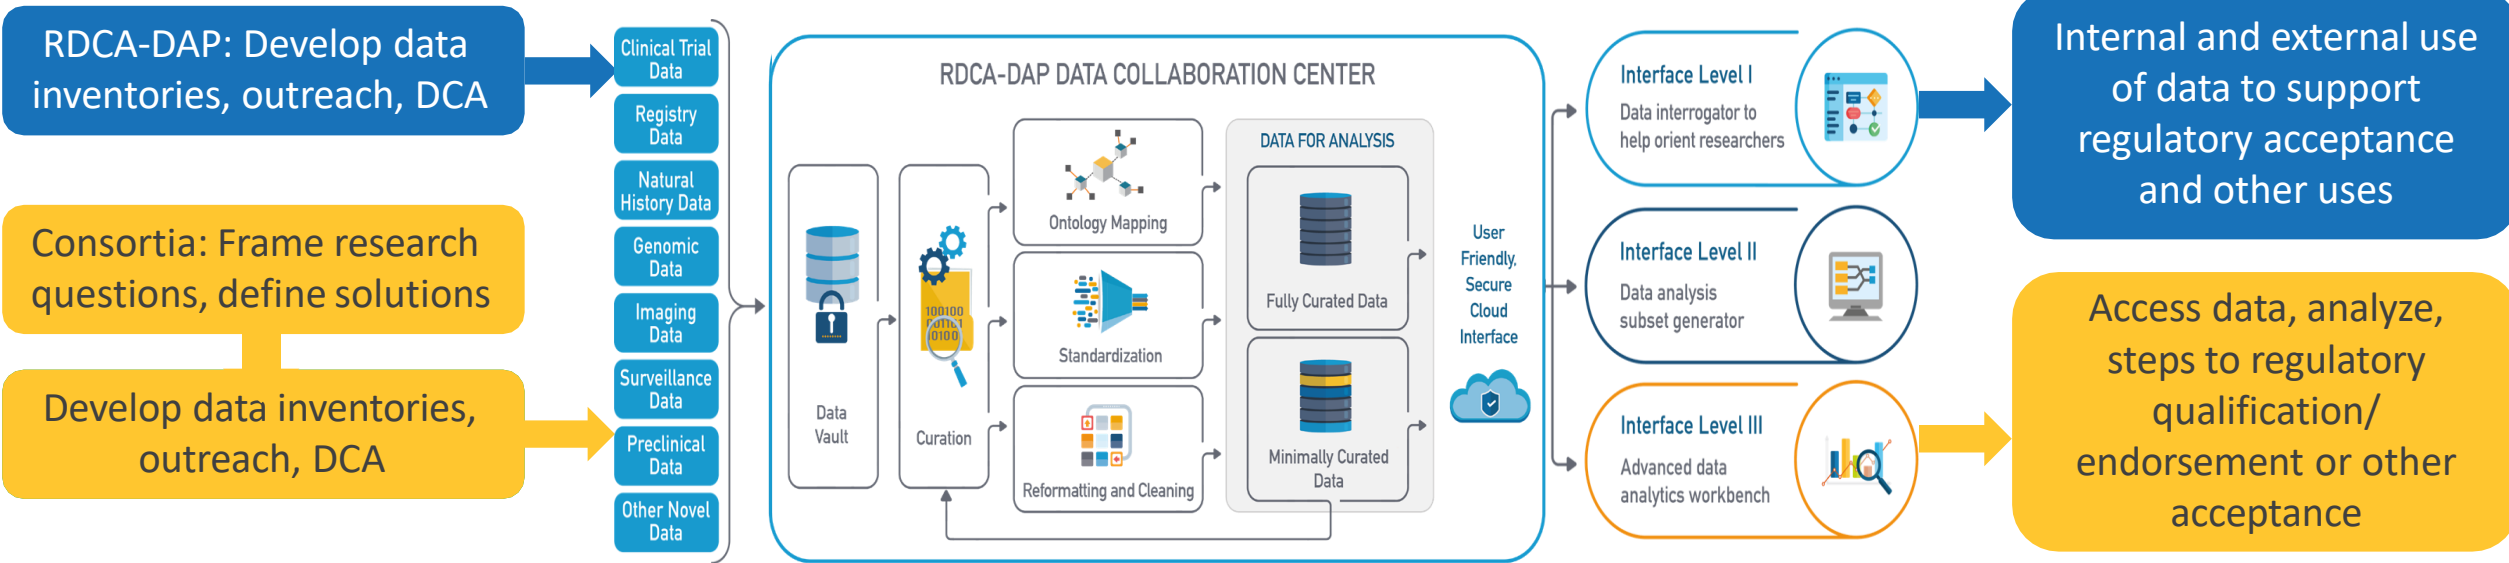 RDCA-DAP: Develop data
inventories, outreach, DCA
Consortia: Frame research
questions, define solutions
Develop data inventories,
outreach, DCA
Clinical Trial
Data
Registry
Data
Natural
History Data
Genomic
Data
Imaging
Data
Surveillance
Data
Preclinical
Data
Other Novel
Data
RDCA-DAP DATA COLLABORATION CENTER
Data
Vault
100100
001101
0100
Curation
Ontology Mapping
Standardization
Reformatting and Cleaning
DATA FOR ANALYSIS
Fully Curated Data
Minimally Curated
Data
User
Friendly,
Secure
Cloud
Interface
Interface Level I
Data interrogator to
help orient researchers
Interface Level II
Data analysis
subset generator
Interface Level III
Advanced data
analytics workbench
Internal and external use
of data to support
regulatory acceptance
and other uses
Access data, analyze,
steps to regulatory
qualification/
endorsement or other
acceptance